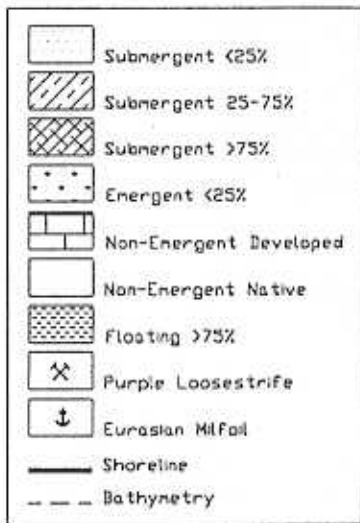 Submergent <25%
Submergent 25-75%
Submergent >75%
Emergent <25%
Non-Emergent Developed
Non-Emergent Native
Floating >75%
Purple Loosestrife
Eurasian Milfoil
Shoreline
Bathymetry